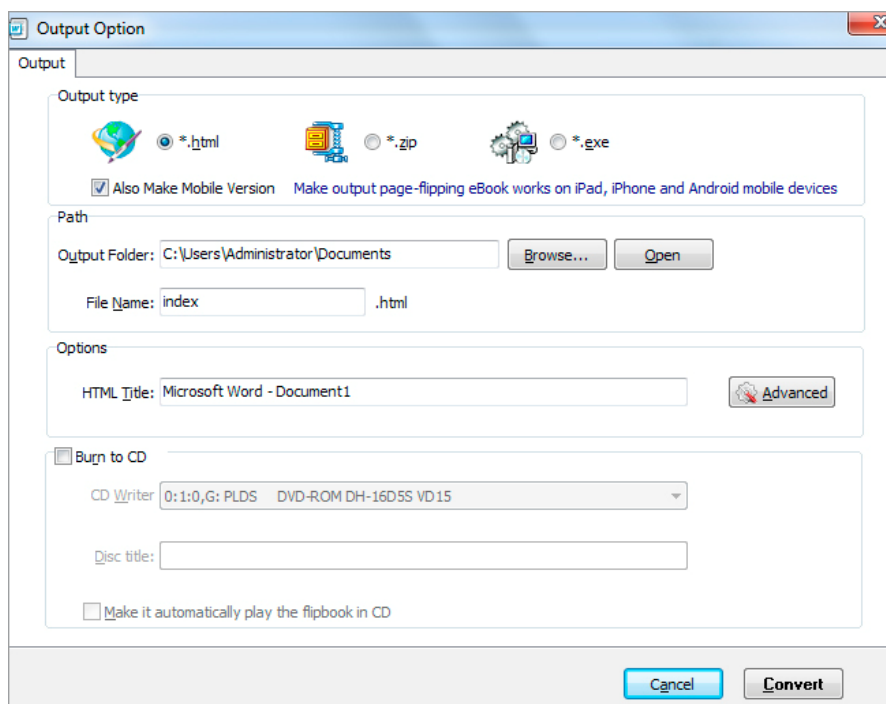 Output Option
Output
Output type
*.html *.zip *.exe
Also Make Mobile Version Make output page-flipping eBook works on iPad, iPhone and Android mobile devices
Path
Output Folder: C:\Users\Administrator\Documents Browse... Open
File Name: index .html
Options
HTML Title: Microsoft Word - Document1 Advanced
Burn to CD
CD Writer 0:1:0,G: PLDS DVD-ROM DH-16D5S VD15
Disc title:
Make it automatically play the flipbook in CD
Cancel Convert